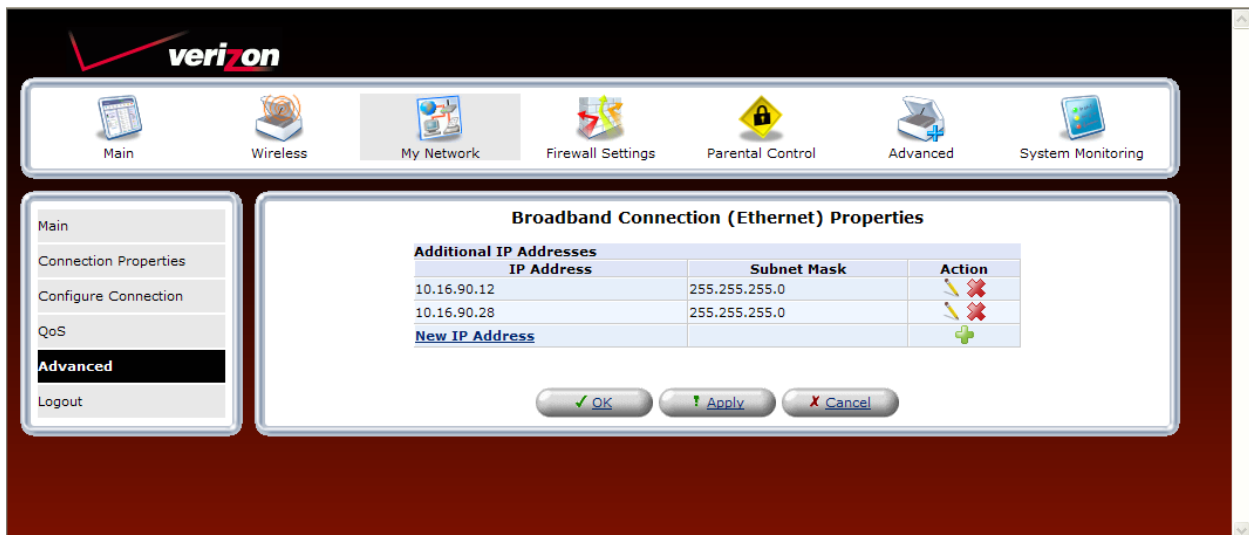 verizon
Main Wireless My Network Firewall Settings Parental Control Advanced System Monitoring
Main
Connection Properties
Configure Connection
QoS
Advanced
Logout
Broadband Connection (Ethernet) Properties
Additional IP Addresses
IP Address Subnet Mask Action
10.16.90.12 255.255.255.0
10.16.90.28 255.255.255.0
New IP Address
OK Apply Cancel